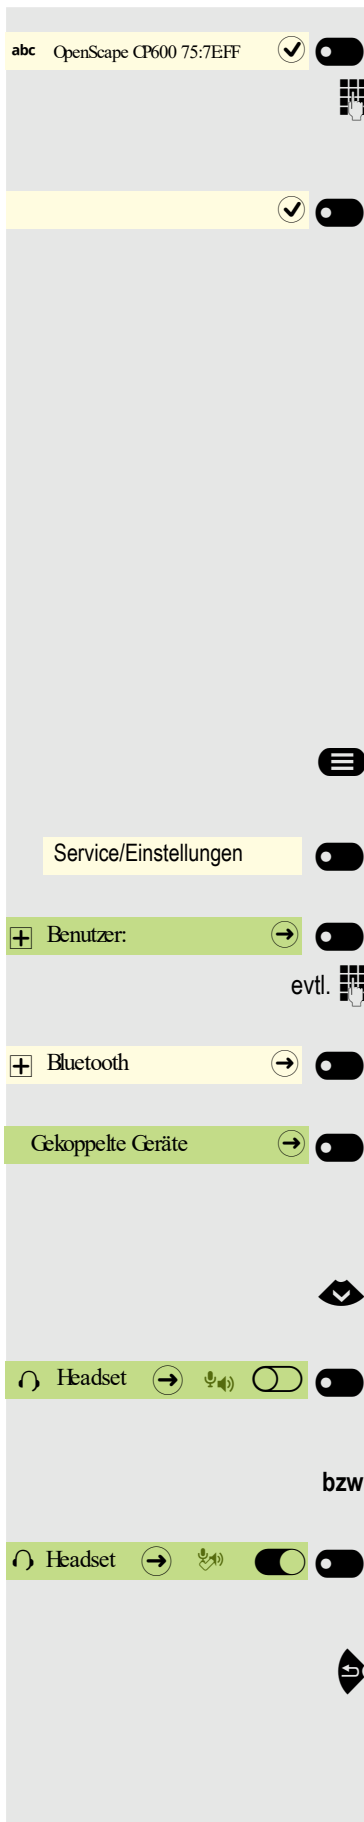 abc OpenScape CP600 75:7E:FF
Service/Einstellungen
Benutzer:
evtl.
Bluetooth
Gekoppelte Geräte
Headset
bzw
Headset